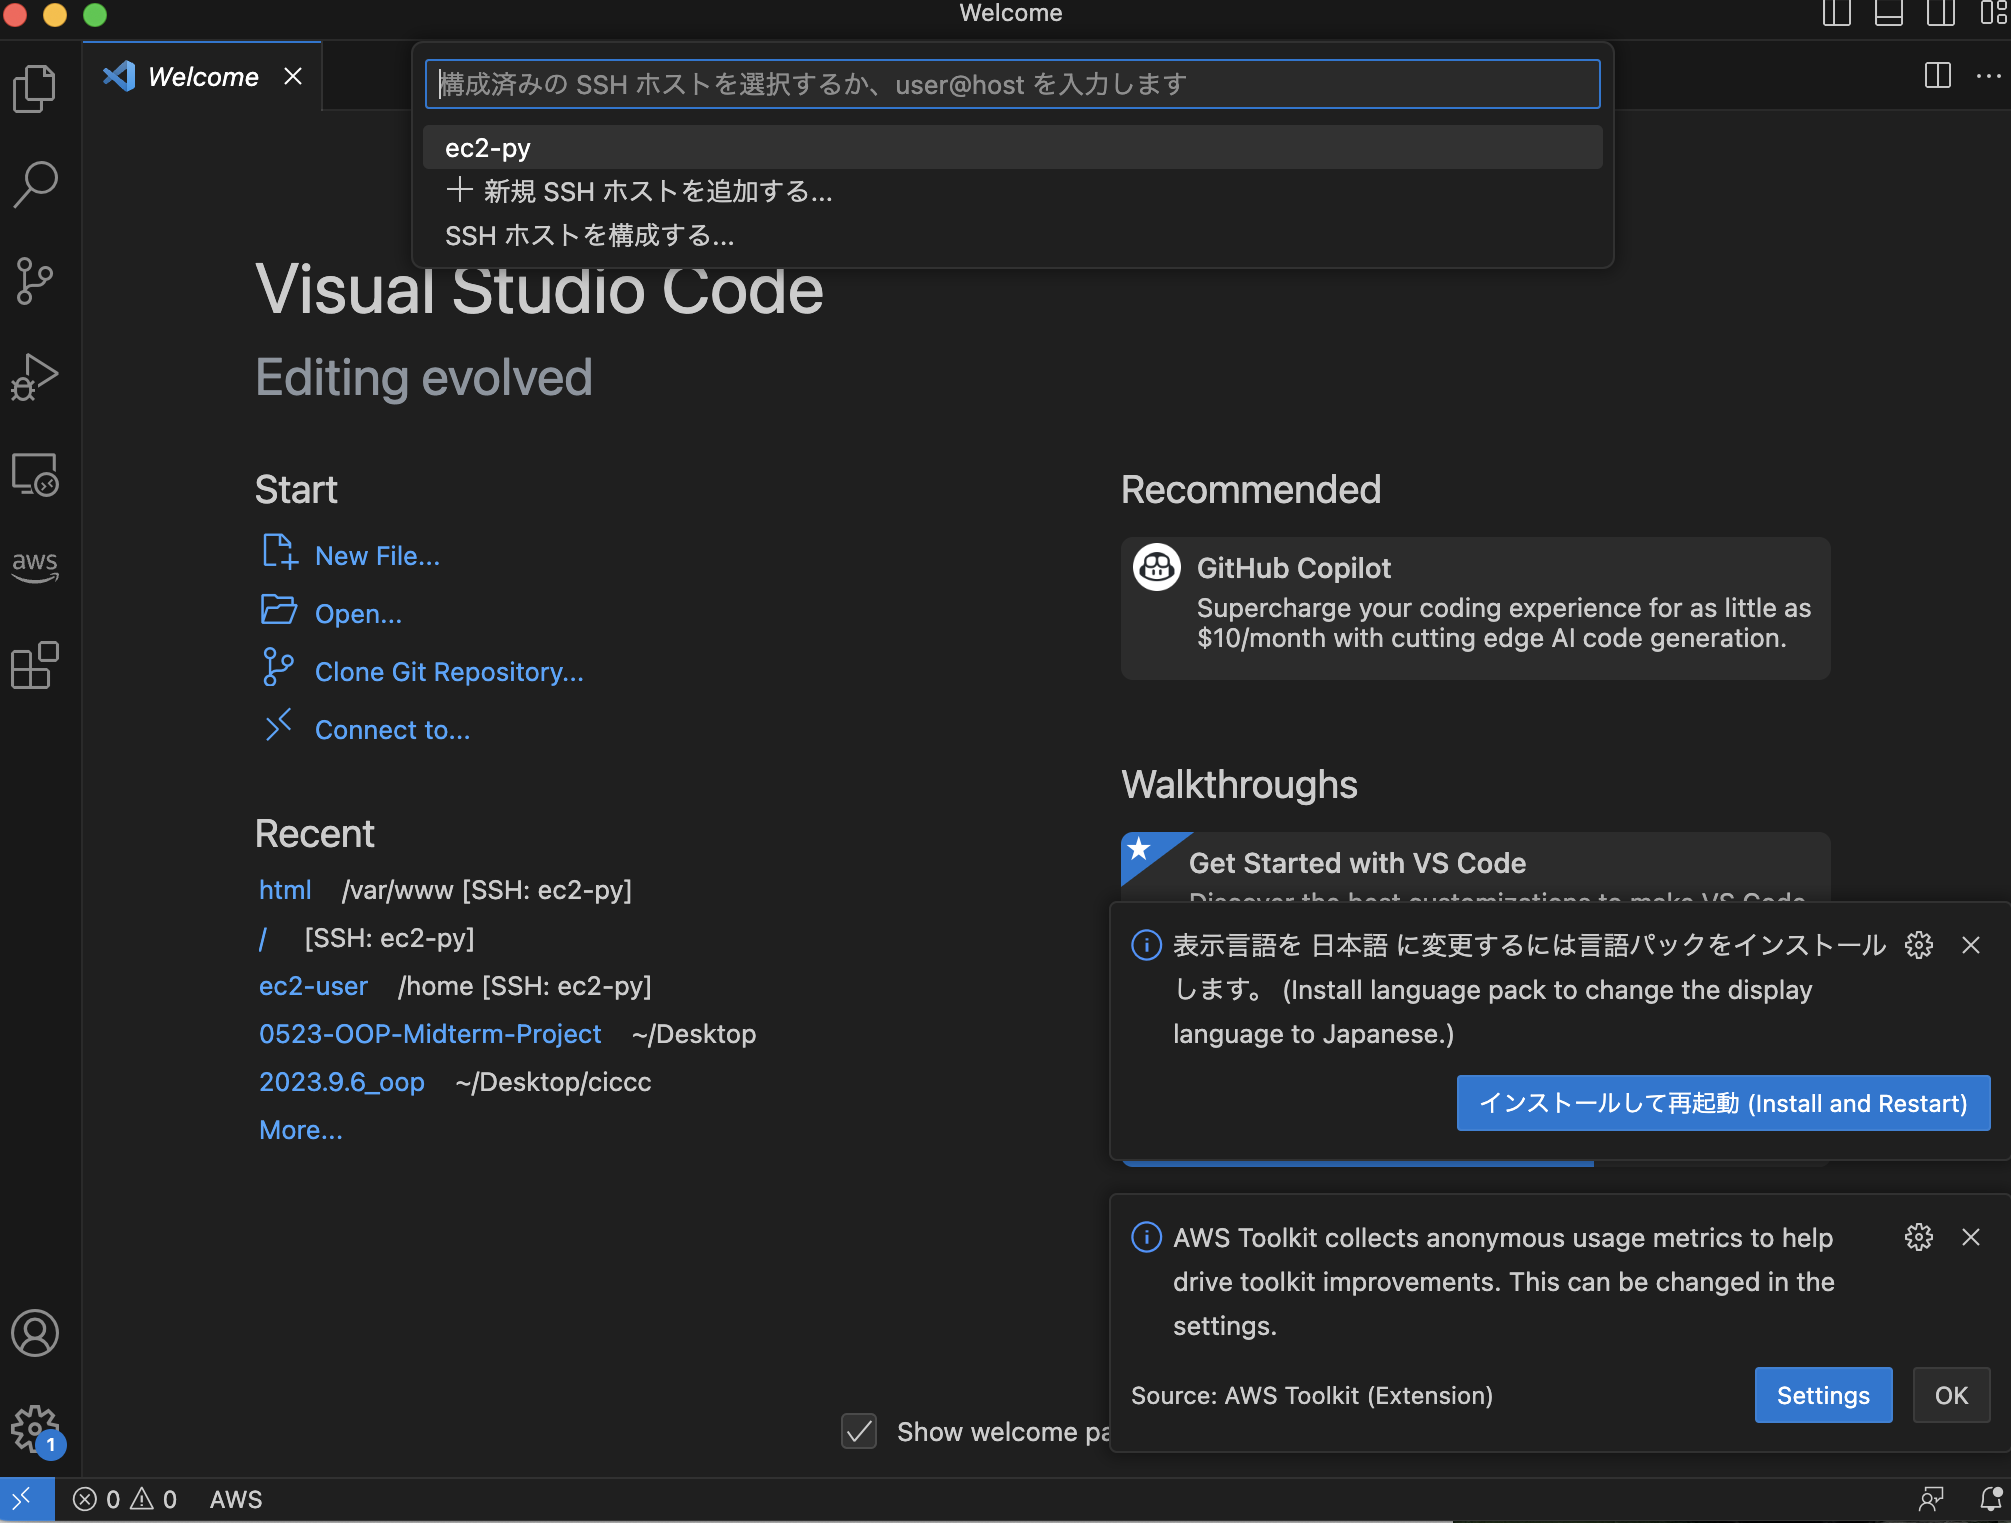 Welcome
Welcome
構成済みの SSH ホストを選択するか、user@host を入力します
ec2-py
新規 SSH ホストを追加する...
SSH ホストを構成する...
Visual Studio Code
Editing evolved
Start
New File...
Open...
Clone Git Repository...
Connect to...
Recent
html /var/www [SSH: ec2-py]
/ [SSH: ec2-py]
ec2-user /home [SSH: ec2-py]
0523-OOP-Midterm-Project ~/Desktop
2023.9.6_oop ~/Desktop/ciccc
More...
Recommended
GitHub Copilot
Supercharge your coding experience for as little as
$10/month with cutting edge AI code generation.
Walkthroughs
Get Started with VS Code
Discover the best customizations to make VS Code
表示言語を 日本語 に変更するには言語パックをインストール
します。 (Install language pack to change the display
language to Japanese.)
インストールして再起動 (Install and Restart)
AWS Toolkit collects anonymous usage metrics to help
drive toolkit improvements. This can be changed in the
settings.
Source: AWS Toolkit (Extension)
Settings
OK
Show welcome pa
aws
1
0
0
AWS